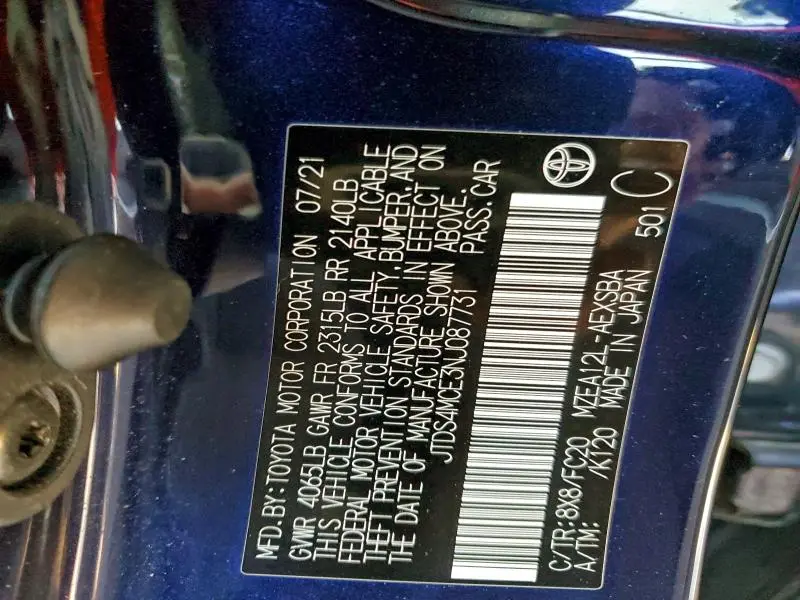 MFD. BY: TOYOTA MOTOR CORPORATION 07/21
GVWR 4065LB GAWR FR 2315LB RR 2140LB
THIS VEHICLE CONFORMS TO ALL APPLICABLE
FEDERAL MOTOR VEHICLE SAFETY, BUMPER, AND
THEFT PREVENTION STANDARDS IN EFFECT ON
THE DATE OF MANUFACTURE SHOWN ABOVE.
JTDS4MCE3NJ087731 PASS. CAR
C/TR: 8X8/FC20 MZEA12L-AEXSBA
A/TM: /K120 MADE IN JAPAN 501 C